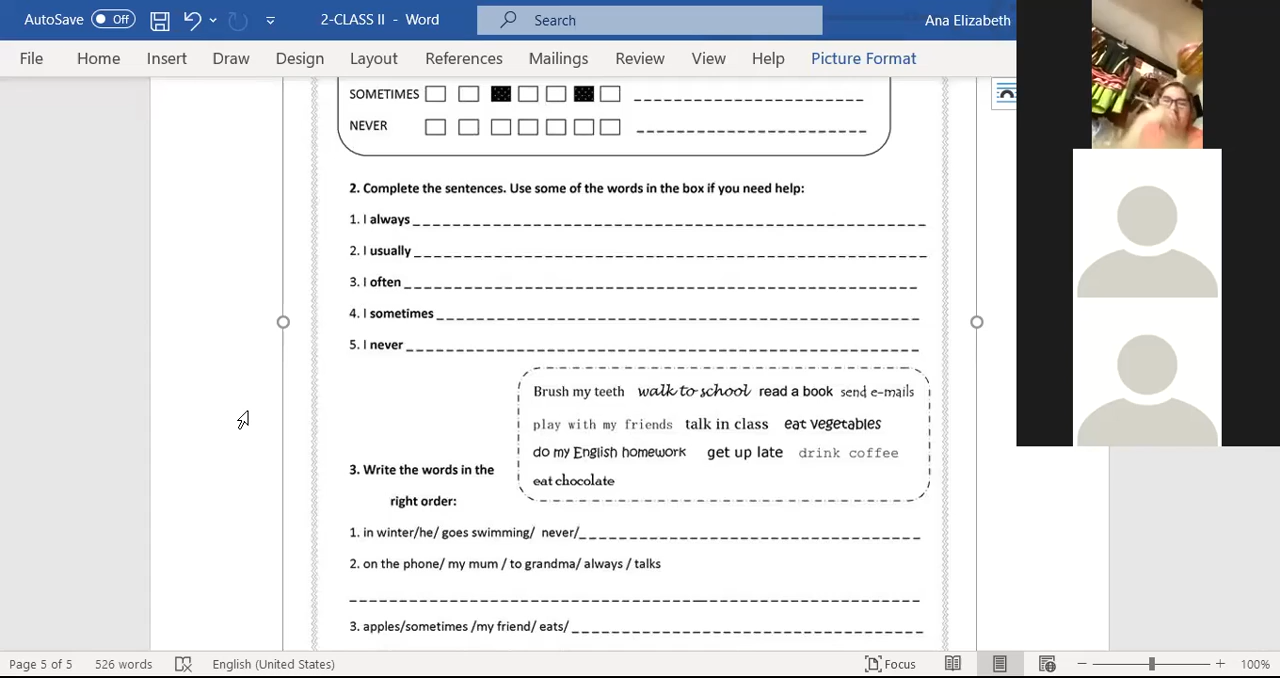 AutoSave Off 2-CLASS II - Word Search Ana Elizabeth
File Home Insert Draw Design Layout References Mailings Review View Help Picture Format
SOMETIMES
NEVER
2. Complete the sentences. Use some of the words in the box if you need help:
1. I always
2. I usually
3. I often
4. I sometimes
5. I never
Brush my teeth walk to school read a book send e-mails
play with my friends talk in class eat vegetables
do my English homework get up late drink coffee
eat chocolate
3. Write the words in the
right order:
1. in winter/he/ goes swimming/ never/
2. on the phone/ my mum / to grandma/ always / talks
3. apples/sometimes /my friend/ eats/
Page 5 of 5 526 words English (United States) Focus 100%